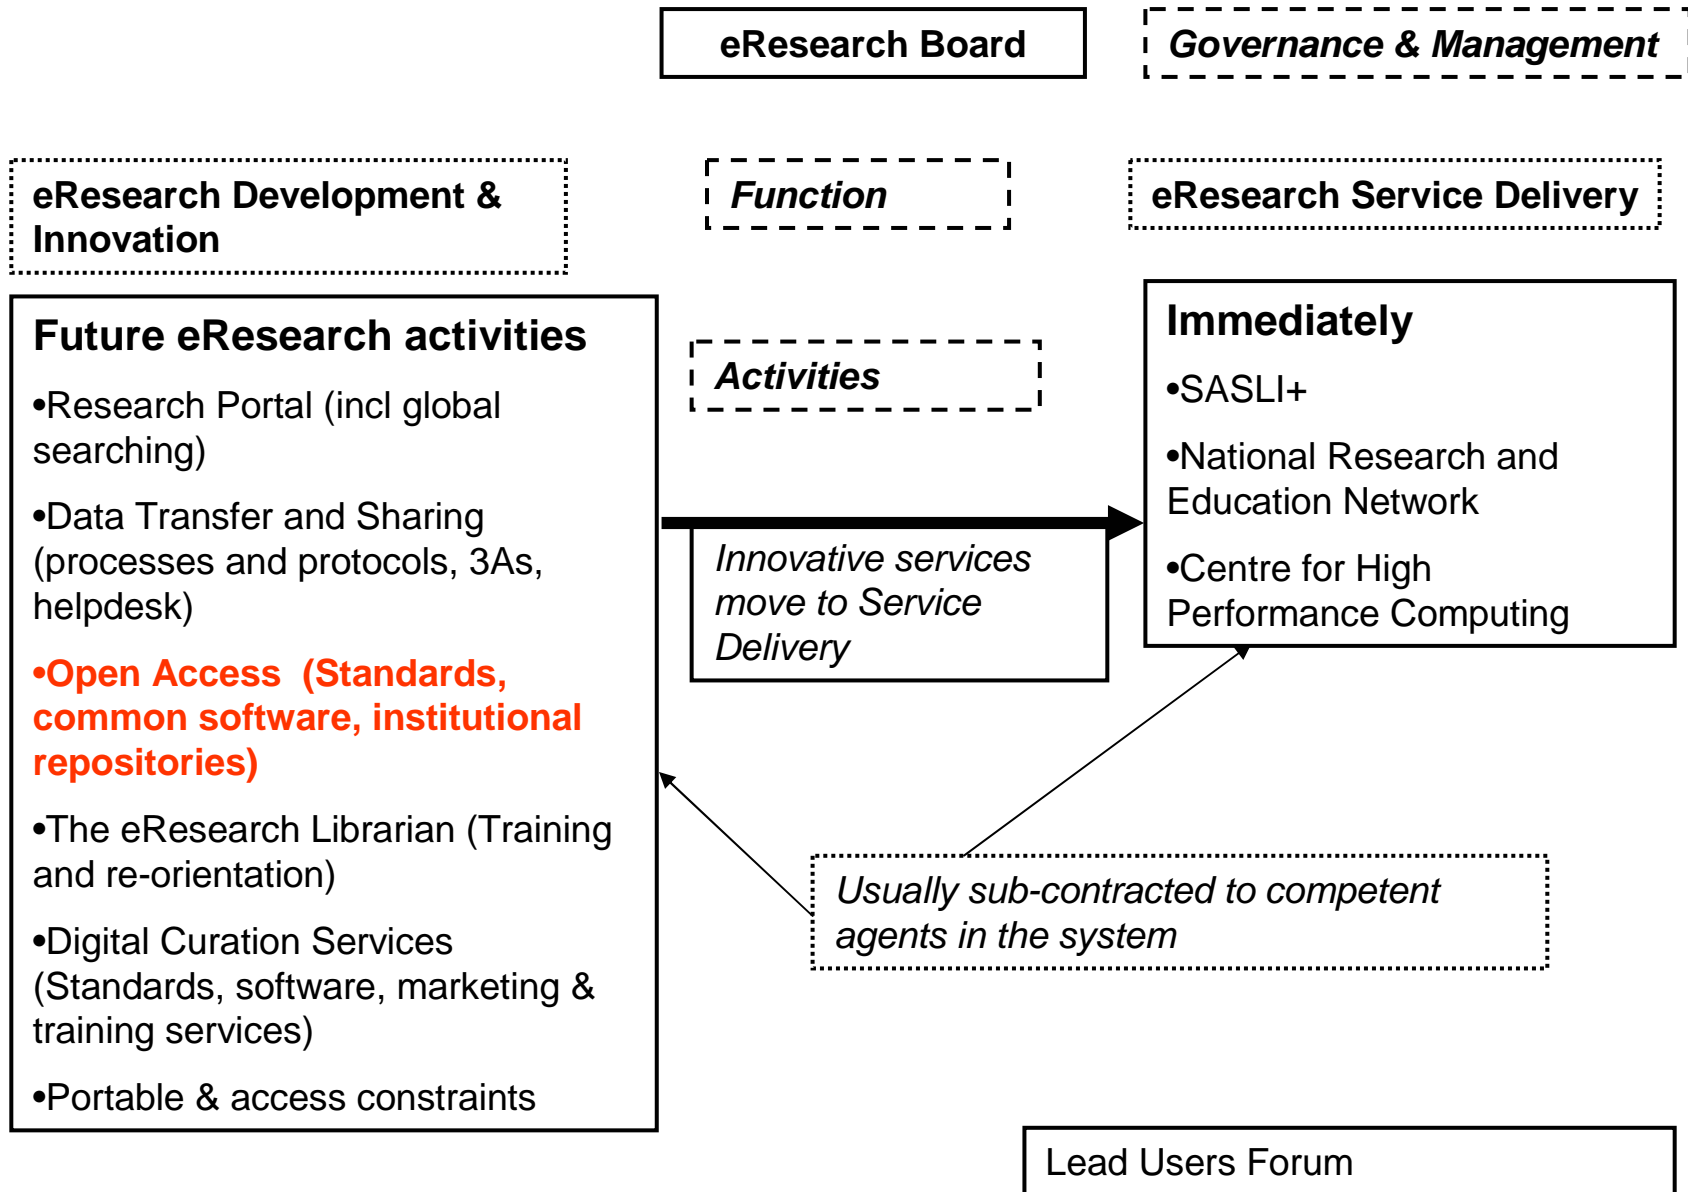 eResearch Board
Governance & Management
eResearch Development &
Innovation
Function
eResearch Service Delivery
Future eResearch activities
•Research Portal (incl global
searching)
•Data Transfer and Sharing
(processes and protocols, 3As,
helpdesk)
•Open Access  (Standards,
common software, institutional
repositories)
•The eResearch Librarian (Training
and re-orientation)
•Digital Curation Services
(Standards, software, marketing &
training services)
•Portable & access constraints
Activities
Innovative services
move to Service
Delivery
Immediately
•SASLI+
•National Research and
Education Network
•Centre for High
Performance Computing
Usually sub-contracted to competent
agents in the system
Lead Users Forum